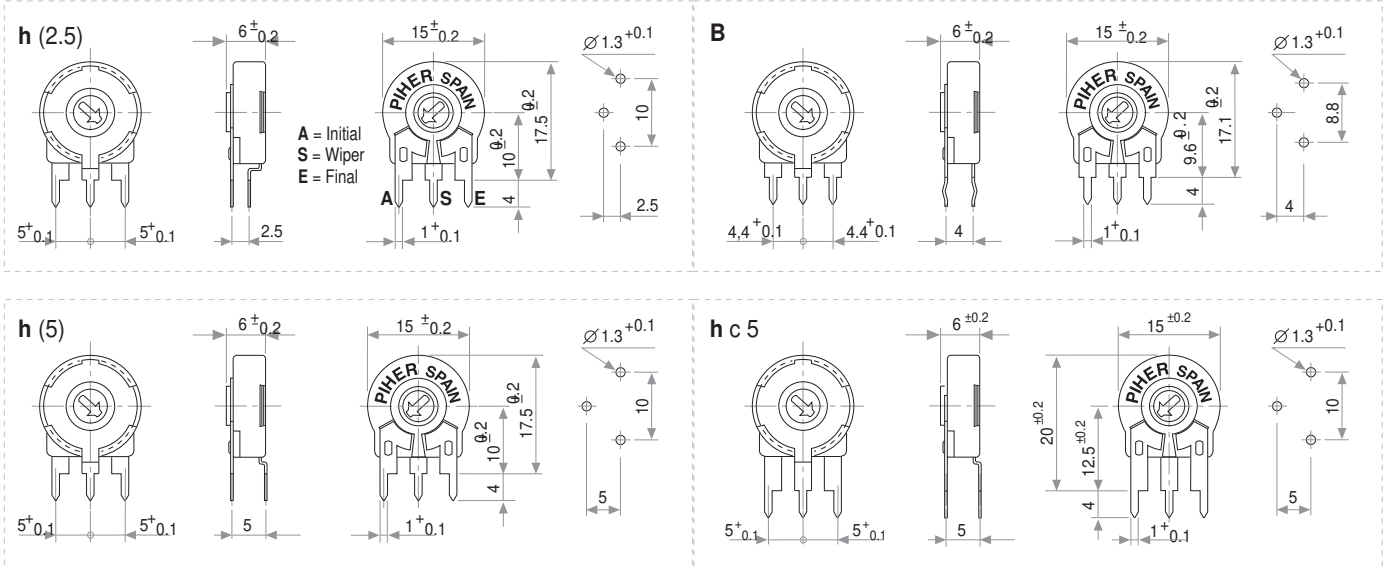 h (2.5)
6 ±0.2
15 ±0.2
Ø 1.3 +0.1
PIHER SPAIN
A = Initial
S = Wiper
E = Final
A S E
10 ±0.2
17.5 ±0.2
4
10
2.5
5 +0.1
5 +0.1
2.5
1 +0.1
B
6 ±0.2
15 ±0.2
Ø 1.3 +0.1
PIHER SPAIN
9.6 ±0.2
17.1 ±0.2
4
8.8
4
4,4 +0.1
4.4 +0.1
4
1 +0.1
h (5)
6 ±0.2
15 ±0.2
Ø 1.3 +0.1
PIHER SPAIN
10 ±0.2
17.5 ±0.2
4
10
5
5 +0.1
5 +0.1
5
1 +0.1
h c 5
6 ±0.2
15 ±0.2
Ø 1.3 +0.1
PIHER SPAIN
20 ±0.2
12.5 ±0.2
4
10
5
5 +0.1
5 +0.1
5
1 +0.1